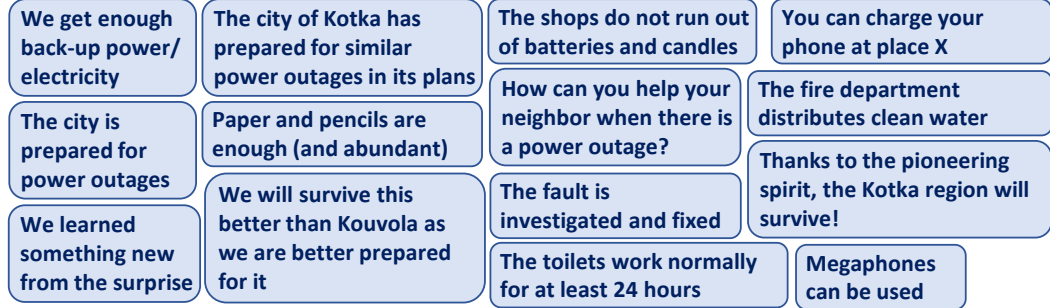 We get enough
back-up power/
electricity
The city is
prepared for
power outages
We learned
something new
from the surprise
The city of Kotka has
prepared for similar
power outages in its plans
Paper and pencils are
enough (and abundant)
We will survive this
better than Kouvola as
we are better prepared
for it
The shops do not run out
of batteries and candles
How can you help your
neighbor when there is
a power outage?
The fault is
investigated and fixed
The toilets work normally
for at least 24 hours
You can charge your
phone at place X
The fire department
distributes clean water
Thanks to the pioneering
spirit, the Kotka region will
survive!
Megaphones
can be used